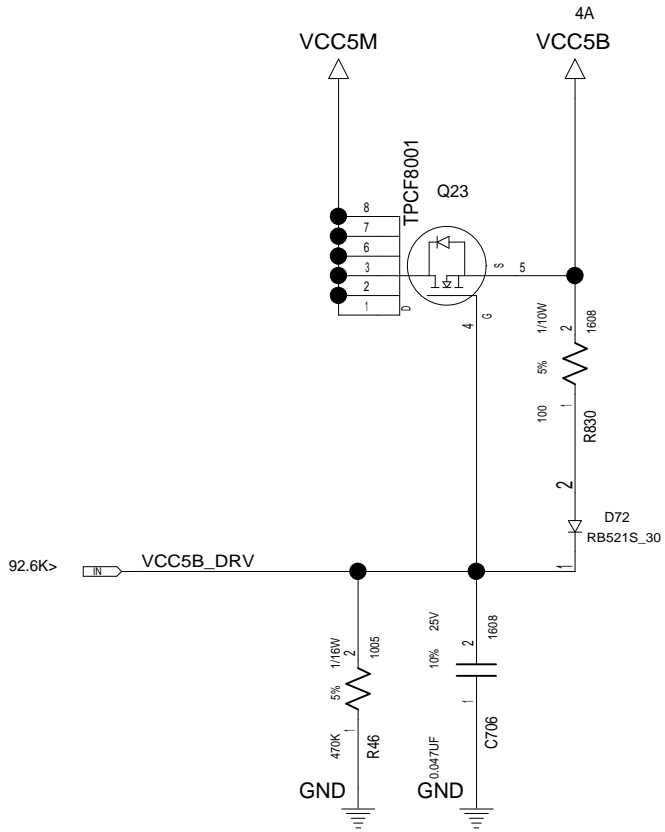 4A
VCC5M
VCC5B
TPCF8001
Q23
8
7
6
3
2
1
D
S
5
4
G
1/10W
2
1608
5%
100
1
R830
2
D72
RB521S_30
1
92.6K>
IN
VCC5B_DRV
1/16W
2
1005
5%
470K
1
R46
25V
2
1608
10%
0.047UF
1
C706
GND
GND